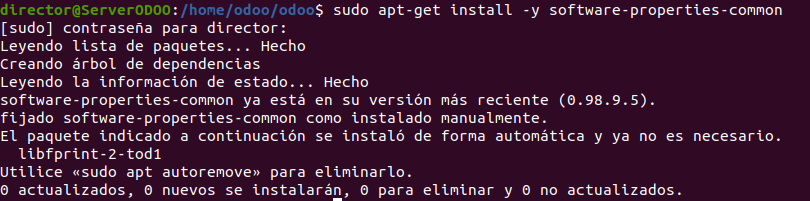 director@ServerODOO:/home/odoo/odoo$ sudo apt-get install -y software-properties-common
[sudo] contraseña para director:
Leyendo lista de paquetes... Hecho
Creando árbol de dependencias
Leyendo la información de estado... Hecho
software-properties-common ya está en su versión más reciente (0.98.9.5).
fijado software-properties-common como instalado manualmente.
El paquete indicado a continuación se instaló de forma automática y ya no es necesario.
  libfprint-2-tod1
Utilice «sudo apt autoremove» para eliminarlo.
0 actualizados, 0 nuevos se instalarán, 0 para eliminar y 0 no actualizados.